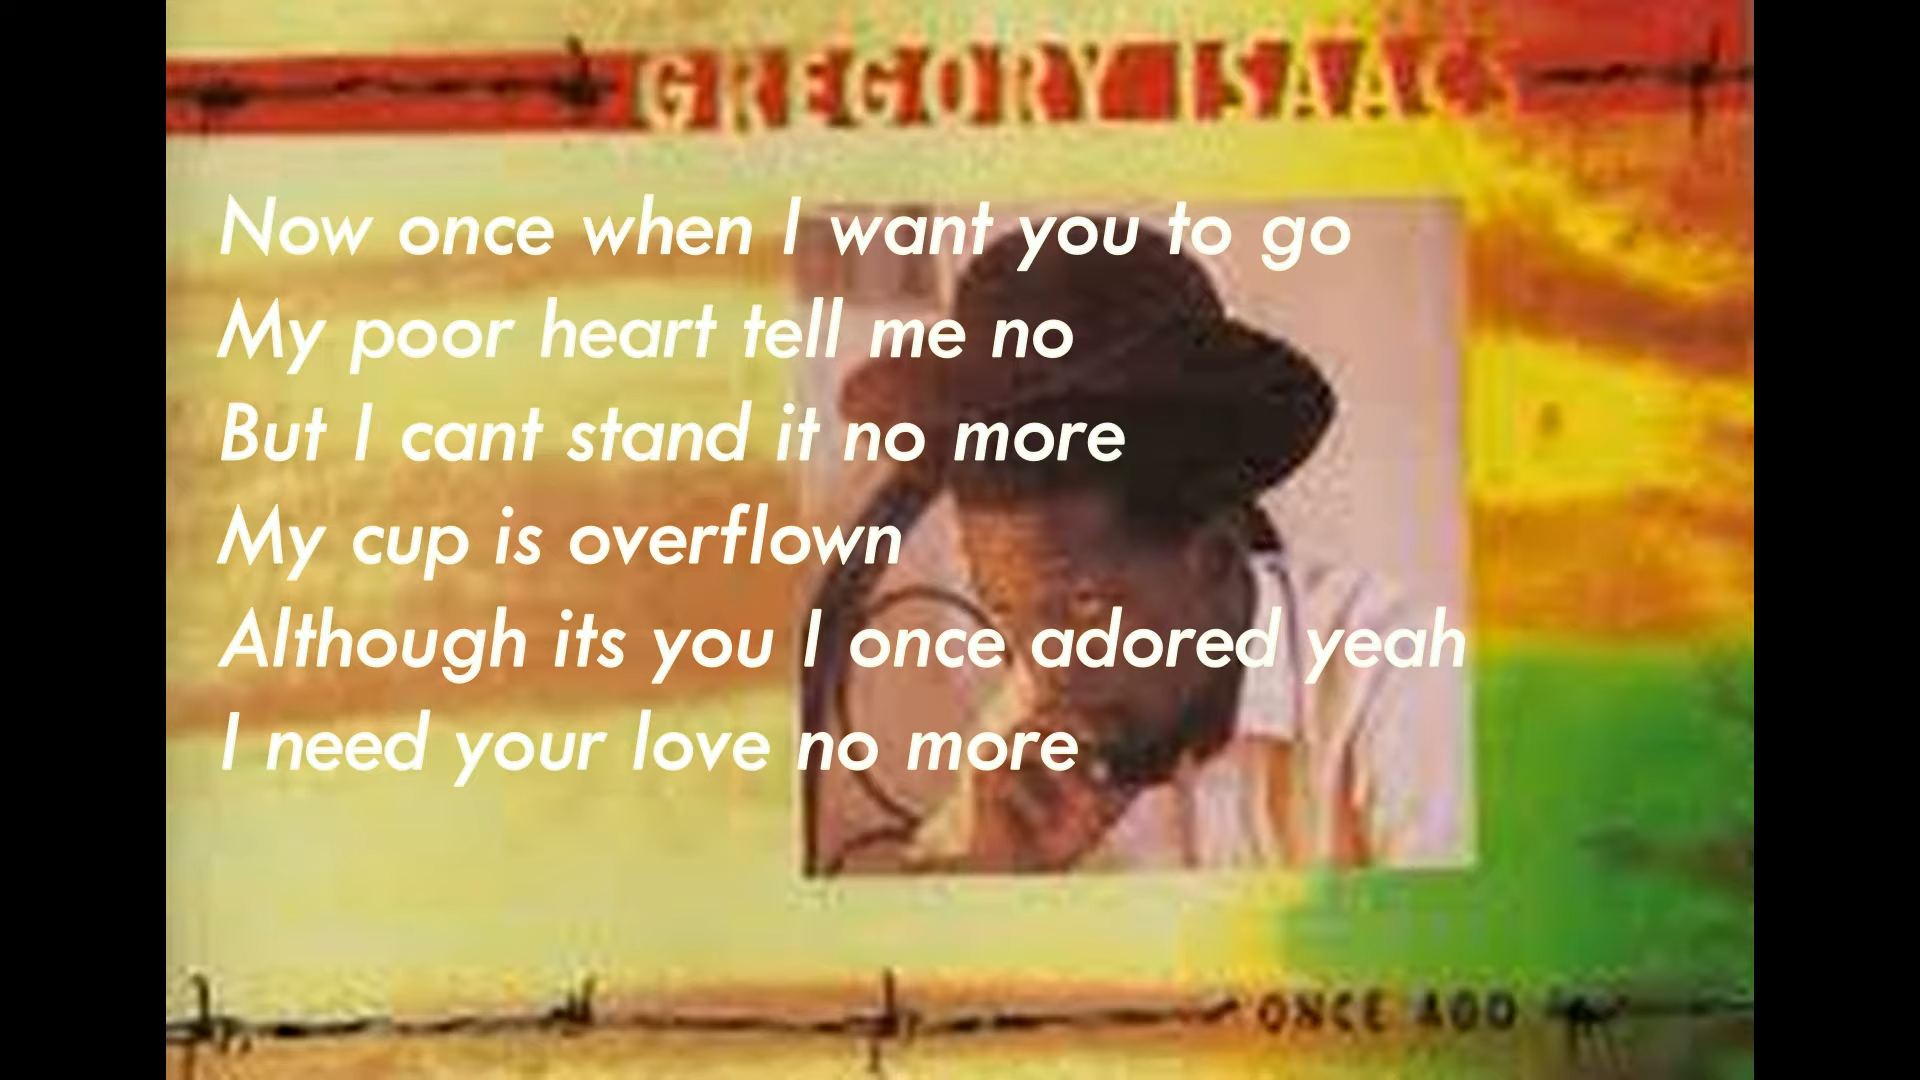 GREGORY ISAACS
Now once when I want you to go
My poor heart tell me no
But I cant stand it no more
My cup is overflown
Although its you I once adored yeah
I need your love no more
ONCE AGO